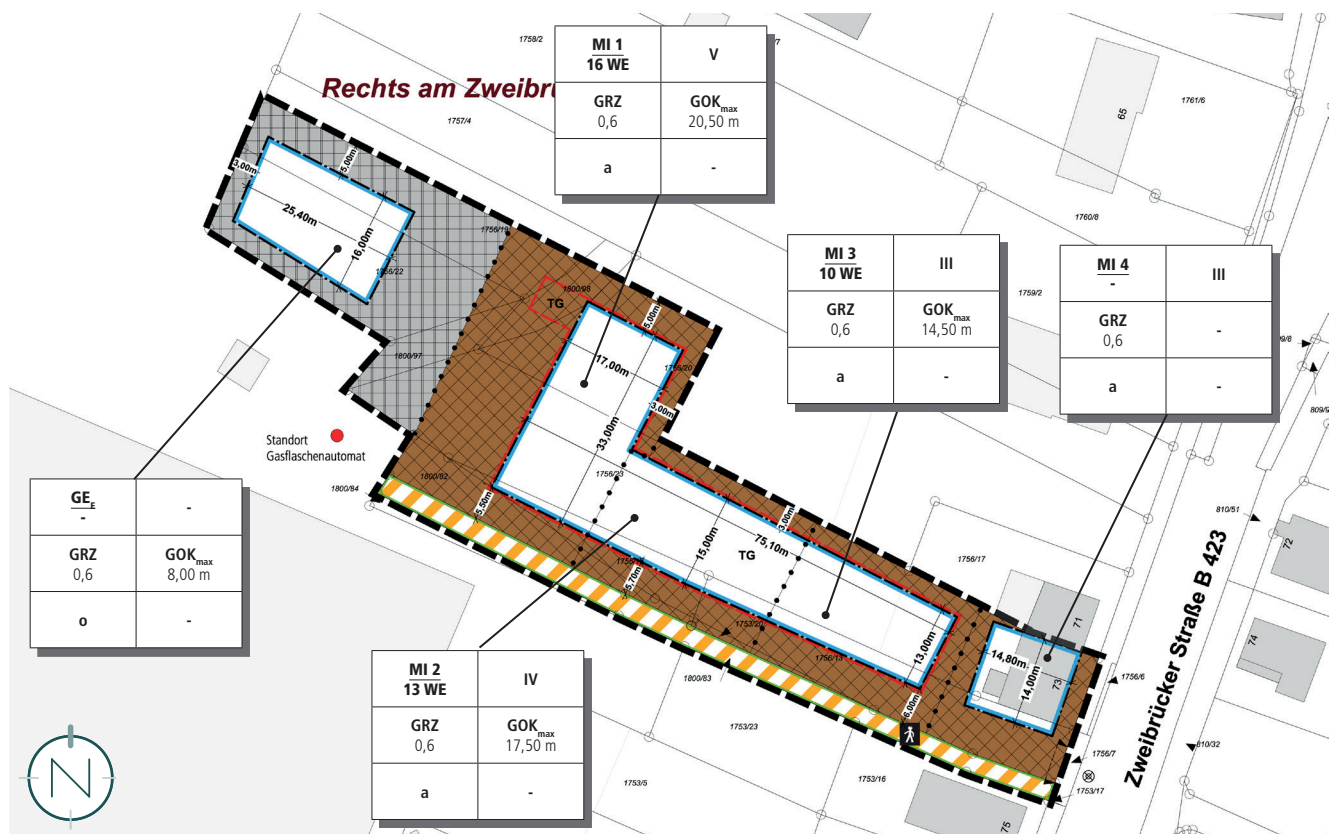 1758/2
MI 1
16 WE
V
GRZ
0,6
GOKmax
20,50 m
a
-
Rechts am Zweibrü
1757/4
65
1761/6
1760/8
1759/2
3,00m
5,00m
25,40m
16,00m
1756/22
1756/19
1800/98
TG
5,00m
17,00m
1756/20
3,00m
33,00m
1800/97
MI 3
10 WE
III
GRZ
0,6
GOKmax
14,50 m
a
-
MI 4
-
III
GRZ
0,6
-
a
-
09/8
809/9
Standort
Gasflaschenautomat
1800/84
1800/82
5,50m
1756/23
GEE
-
-
GRZ
0,6
GOKmax
8,00 m
o
-
15,00m
TG
75,10m
3,00m
5,70m
1753/20
1756/13
13,00m
6,00m
1756/17
71
14,80m
14,00m
73
810/51
72
74
Zweibrücker Straße B 423
1756/6
1756/7
810/32
1753/17
MI 2
13 WE
IV
GRZ
0,6
GOKmax
17,50 m
a
-
1800/83
1753/23
1753/5
1753/16
75
N